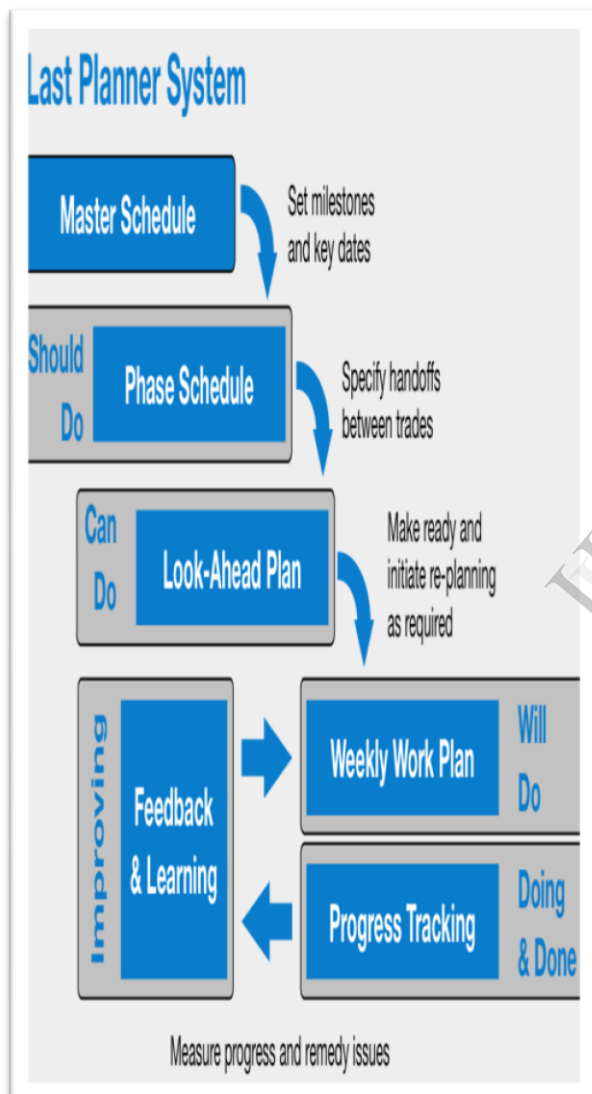 Last Planner System
Master Schedule
Set milestones
and key dates
Should
Do
Phase Schedule
Specify handoffs
between trades
Can
Do
Look-Ahead Plan
Make ready and
initiate re-planning
as required
Improving
Feedback
& Learning
Weekly Work Plan
Will
Do
Progress Tracking
Doing
& Done
Measure progress and remedy issues